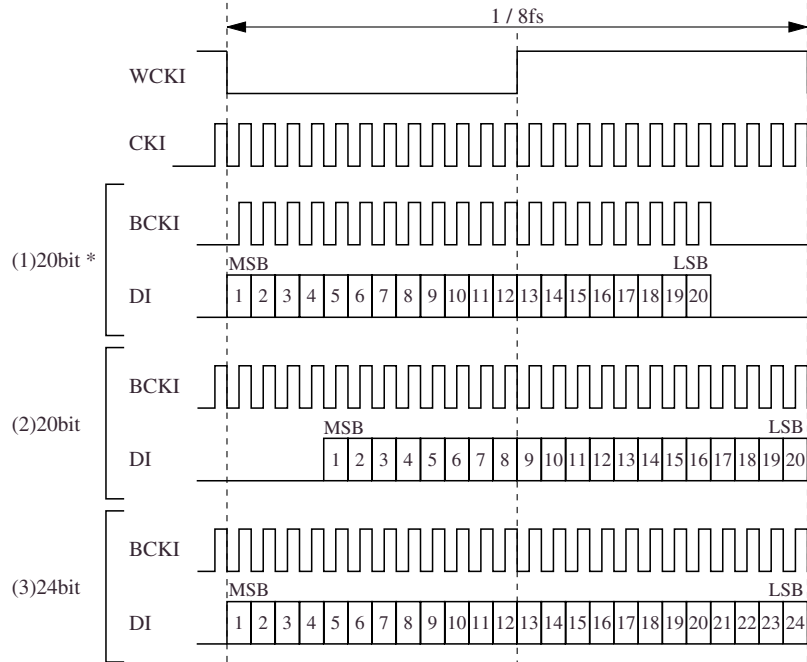 1 / 8fs
WCKI
CKI
BCKI
(1)20bit *
MSB LSB
DI 1 2 3 4 5 6 7 8 9 10 11 12 13 14 15 16 17 18 19 20
BCKI
(2)20bit
MSB LSB
DI 1 2 3 4 5 6 7 8 9 10 11 12 13 14 15 16 17 18 19 20
BCKI
(3)24bit
MSB LSB
DI 1 2 3 4 5 6 7 8 9 10 11 12 13 14 15 16 17 18 19 20 21 22 23 24